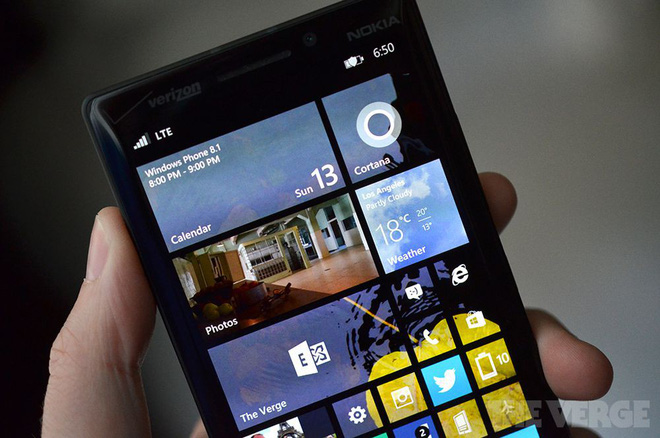 NOKIA
6:50
verizon
LTE
Windows Phone 8.1
8:00 PM - 9:00 PM
Sun 13
Calendar
Cortana
Los Angeles
Partly Cloudy
18°C
20°
13°
Weather
Photos
The Verge
E
10
2
THE VERGE